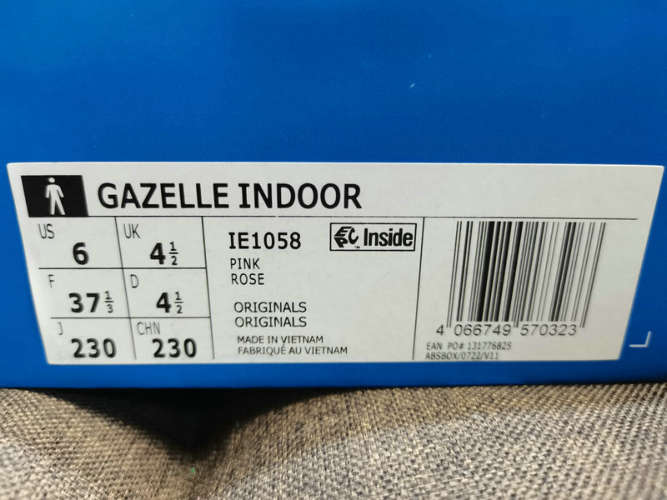 GAZELLE INDOOR
US 6 UK 4 1/2
F 37 1/3 D 4 1/2
J 230 CHN 230
IE1058 Inside
PINK
ROSE
ORIGINALS
ORIGINALS
MADE IN VIETNAM
FABRIQUÉ AU VIETNAM
4 066749 570323
EAN PO# 131776825
ABSBOX/0722/V11